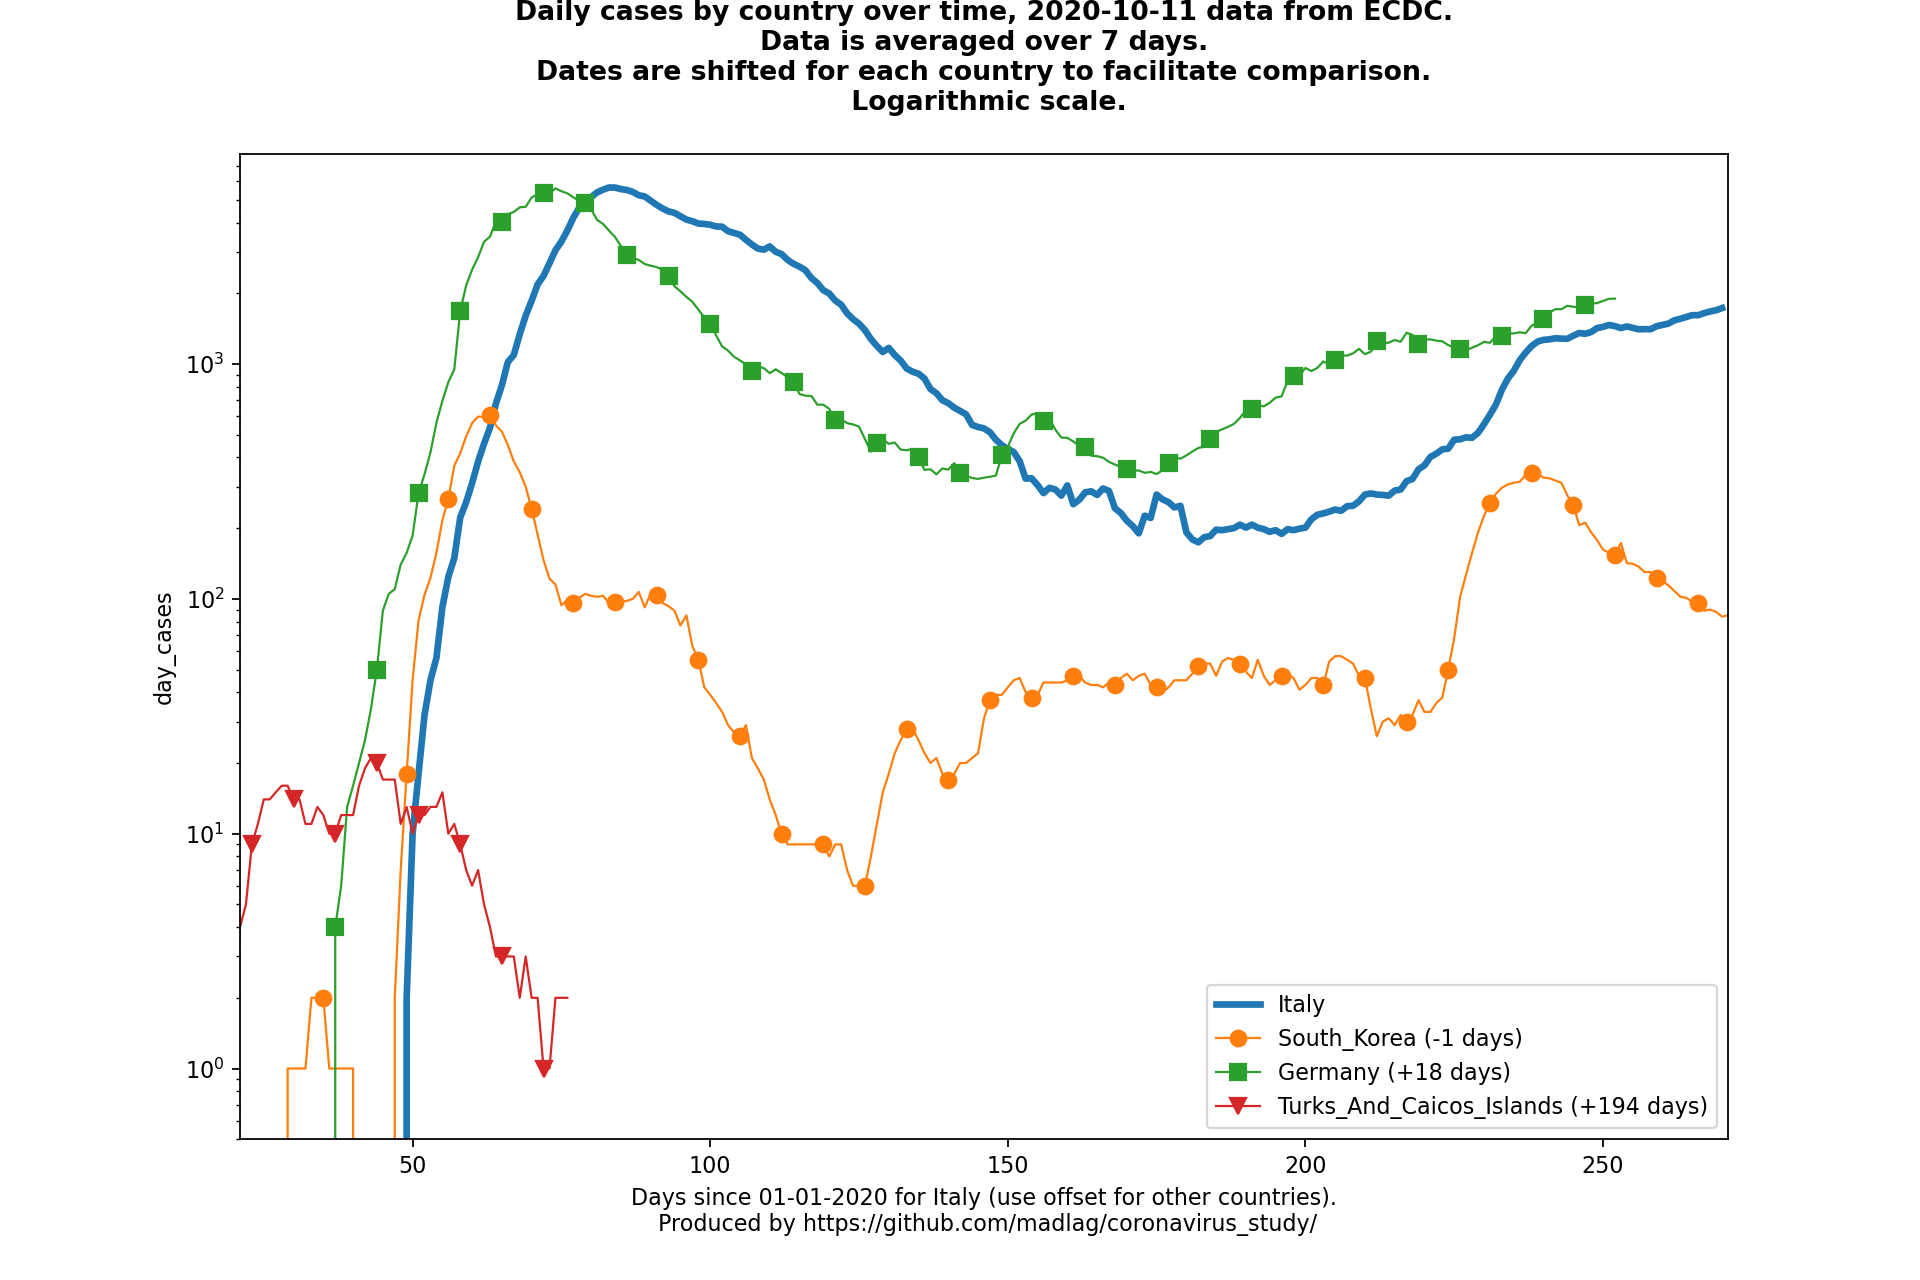 Daily cases by country over time, 2020-10-11 data from ECDC.
Data is averaged over 7 days.
Dates are shifted for each country to facilitate comparison.
Logarithmic scale.
day_cases
10³
10²
10¹
10⁰
50 100 150 200 250
Italy
South_Korea (-1 days)
Germany (+18 days)
Turks_And_Caicos_Islands (+194 days)
Days since 01-01-2020 for Italy (use offset for other countries).
Produced by https://github.com/madlag/coronavirus_study/